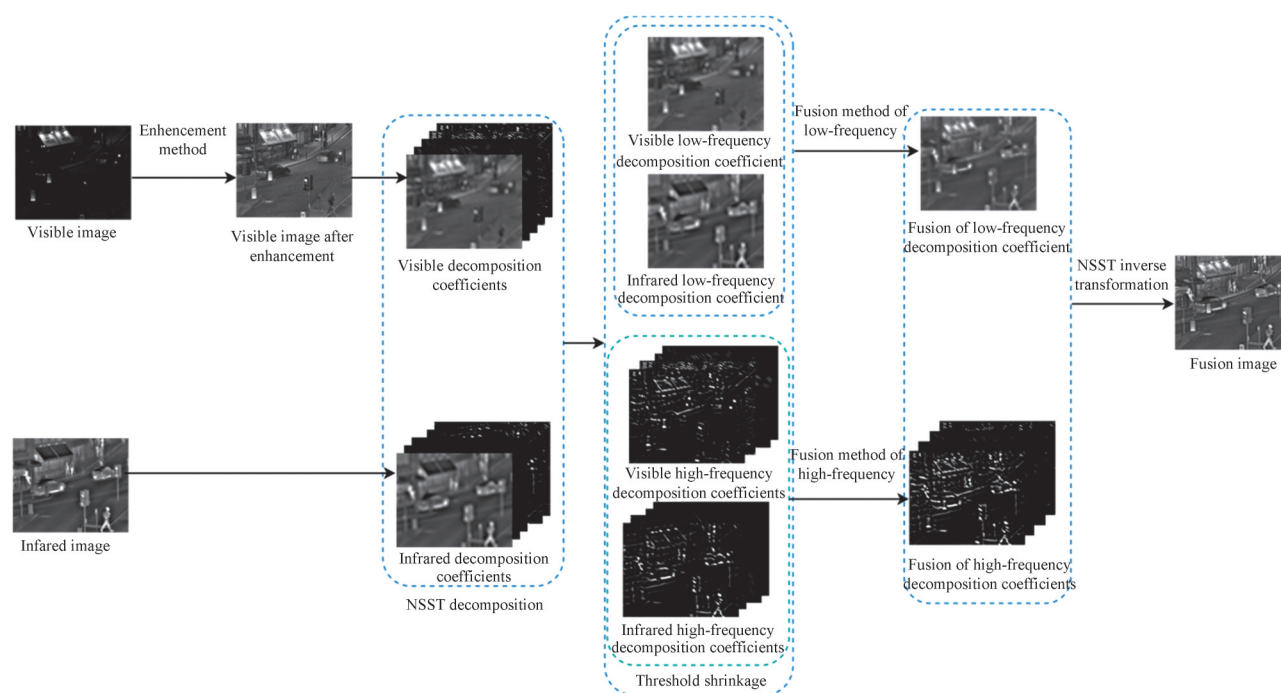 Enhencement
method
Visible image
Visible image after
enhancement
Visible decomposition
coefficients
Infared image
Infrared decomposition
coefficients
NSST decomposition
Visible low-frequency
decomposition coefficient
Infrared low-frequency
decomposition coefficient
Visible high-frequency
decomposition coefficients
Infrared high-frequency
decomposition coefficients
Threshold shrinkage
Fusion method of
low-frequency
Fusion of low-frequency
decomposition coefficient
Fusion method of
high-frequency
Fusion of high-frequency
decomposition coefficients
NSST inverse
transformation
Fusion image